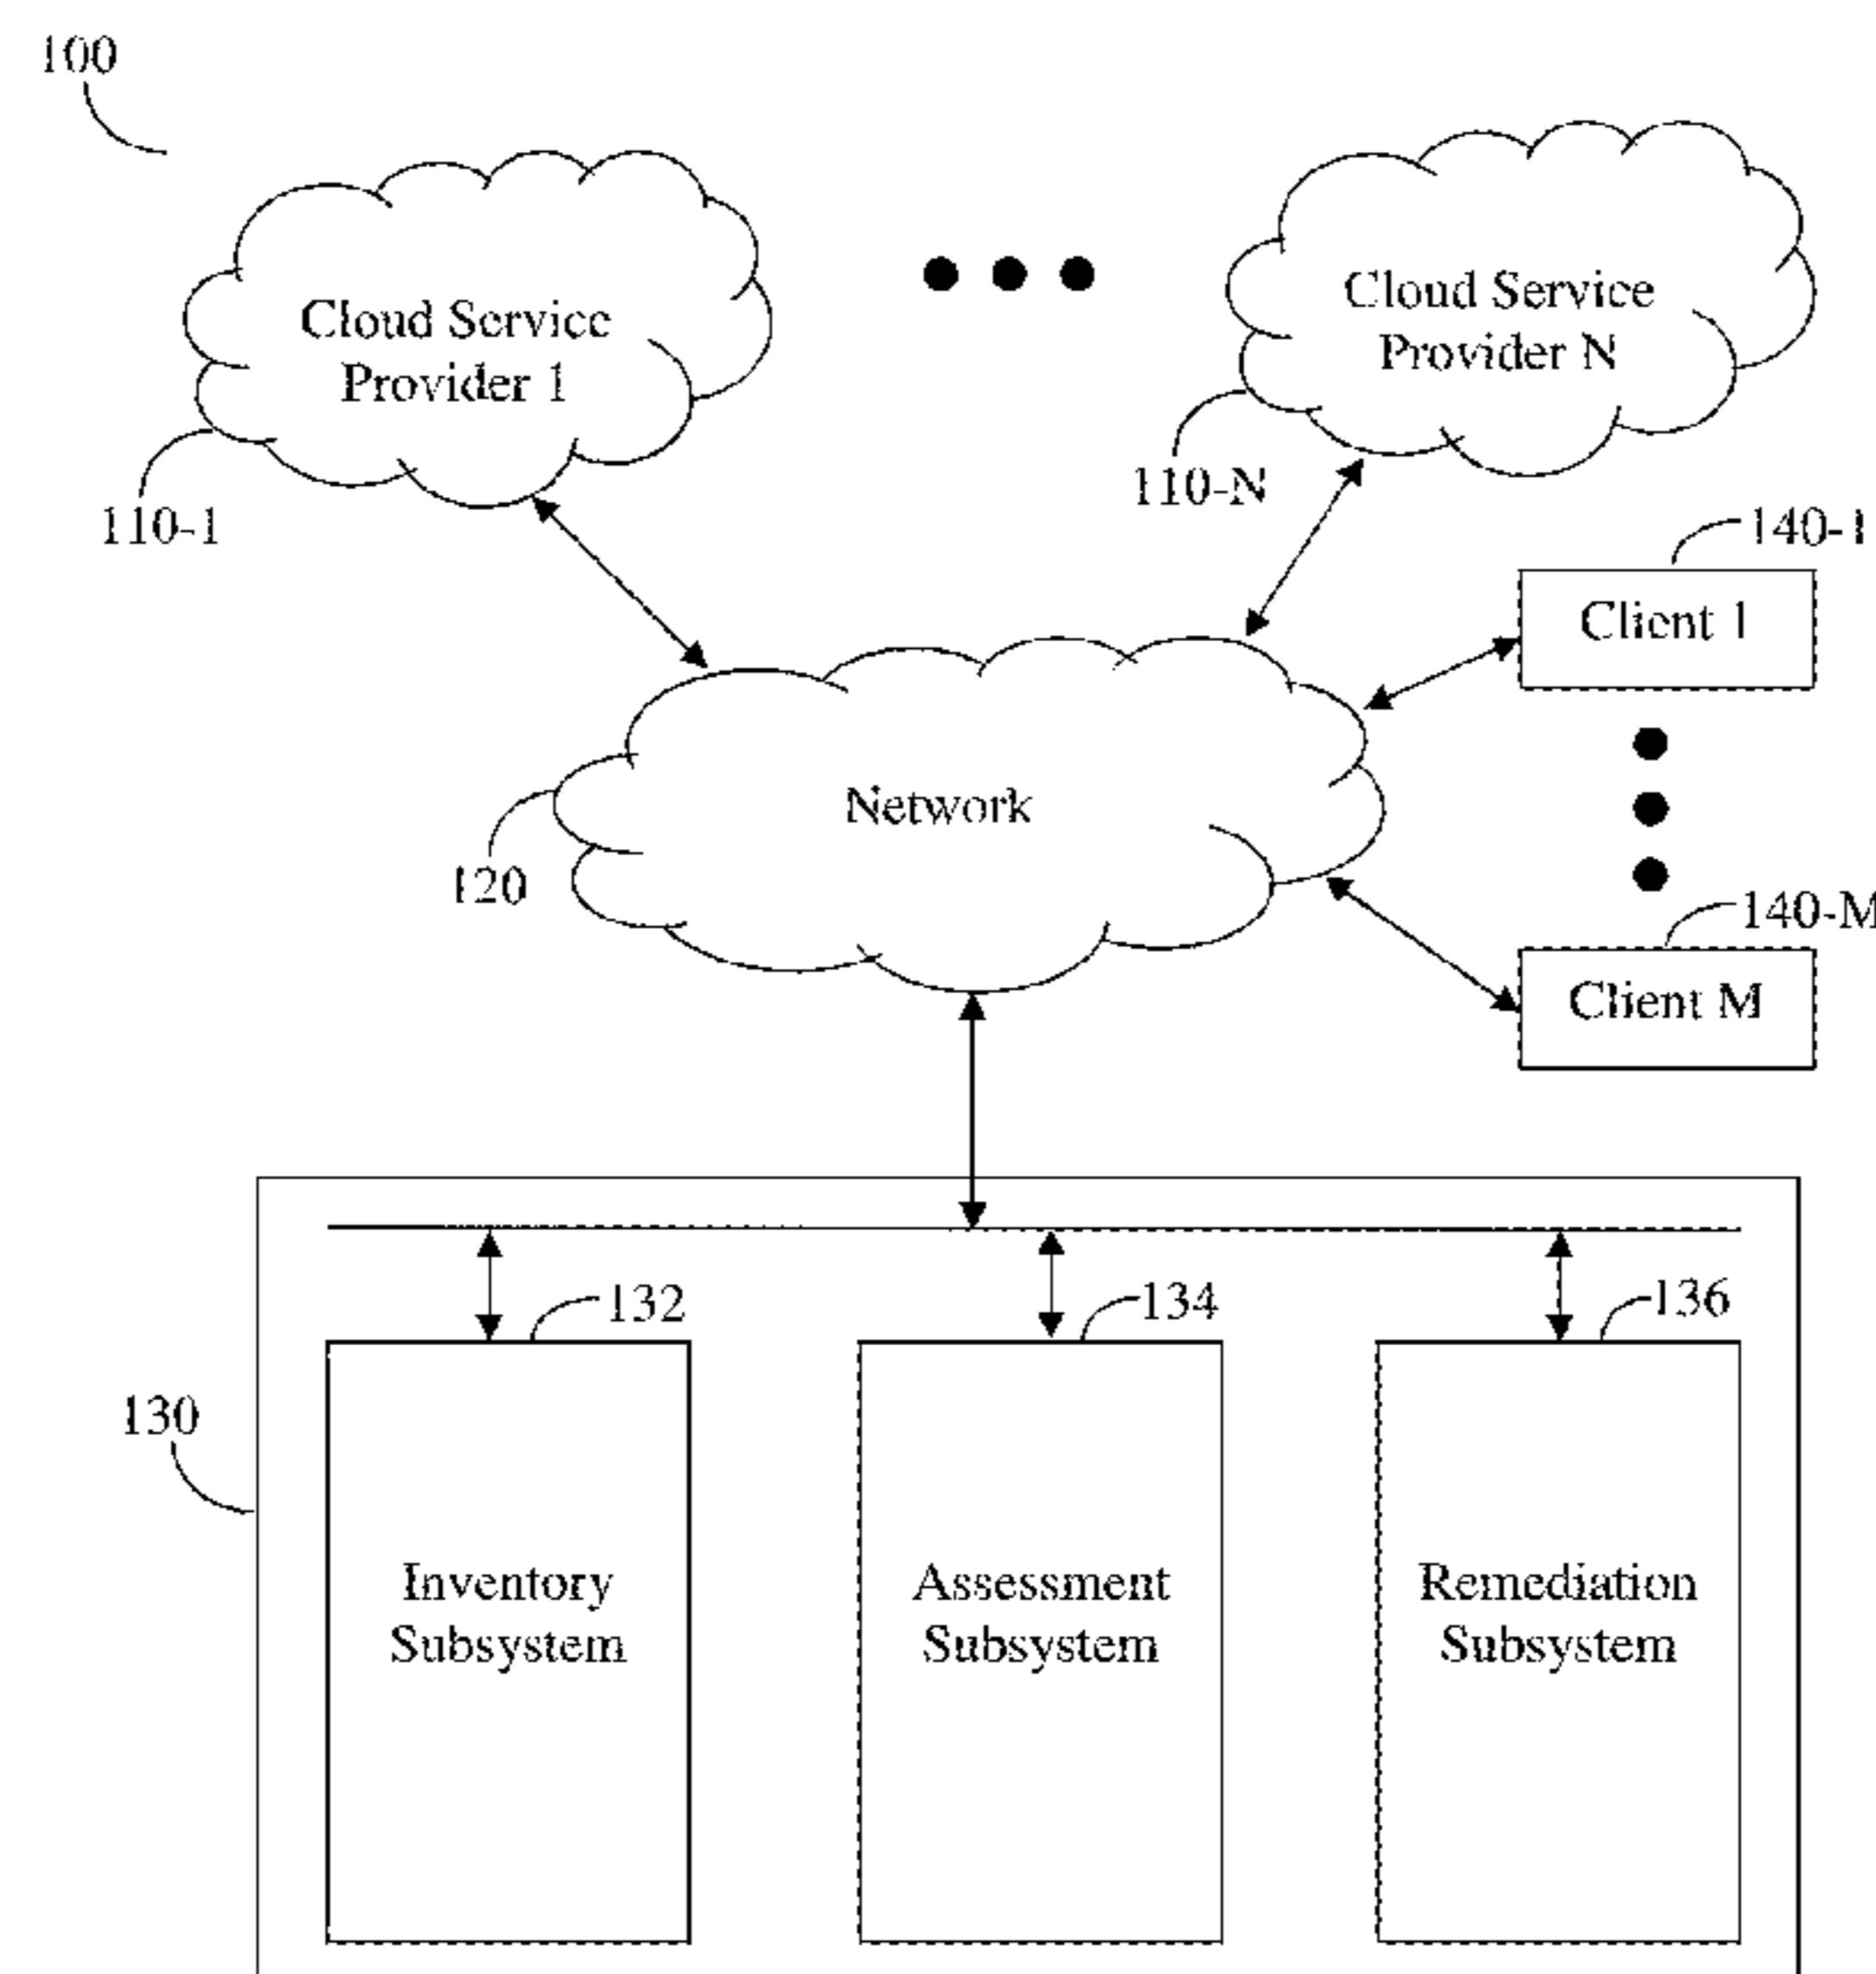 100
Cloud Service
Provider 1
Cloud Service
Provider N
110-1
110-N
140-1
Client 1
Network
120
140-M
Client M
132
134
136
130
Inventory
Subsystem
Assessment
Subsystem
Remediation
Subsystem